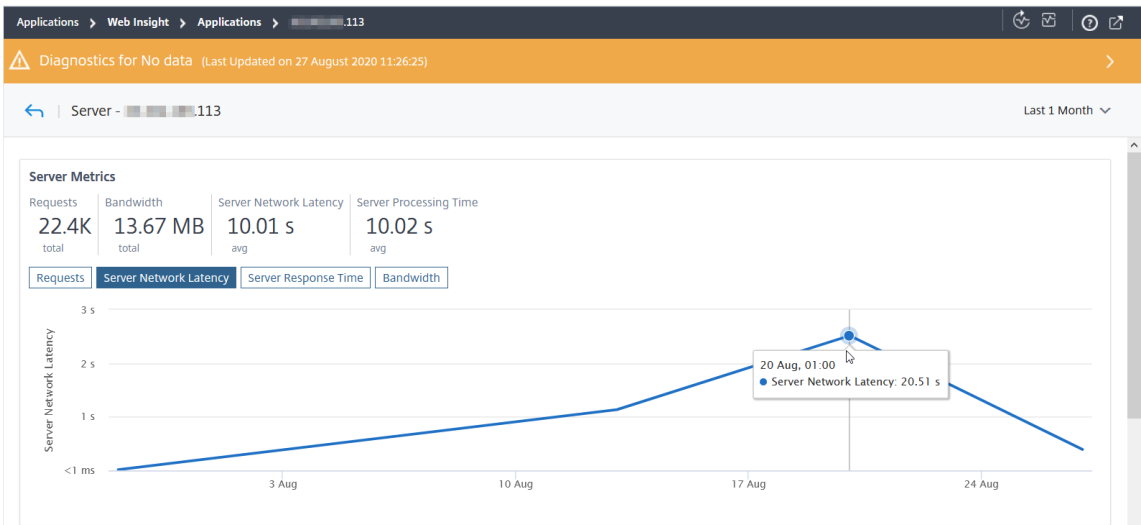 Applications > Web Insight > Applications > .113
Diagnostics for No data (Last Updated on 27 August 2020 11:26:25)
Server - .113
Last 1 Month
Server Metrics
Requests Bandwidth Server Network Latency Server Processing Time
22.4K 13.67 MB 10.01 s 10.02 s
total total avg avg
Requests Server Network Latency Server Response Time Bandwidth
Server Network Latency
3 s
2 s
1 s
<1 ms
20 Aug, 01:00
Server Network Latency: 20.51 s
3 Aug 10 Aug 17 Aug 24 Aug